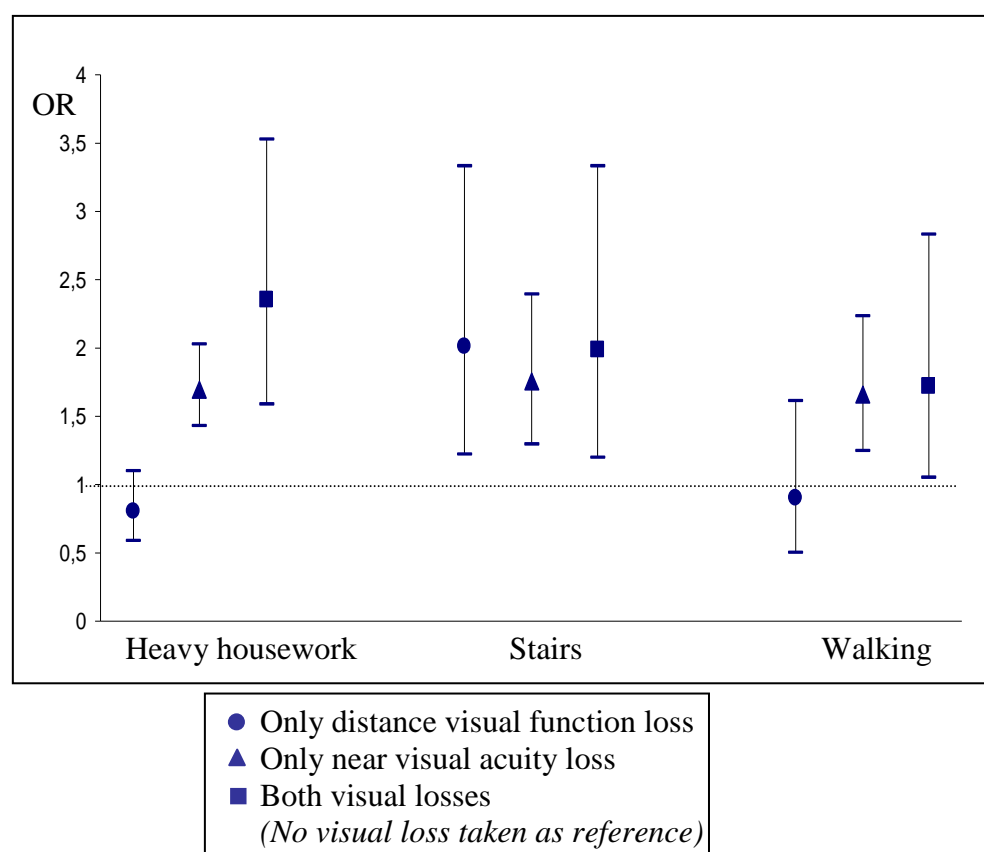 4
OR
3,5
3
2,5
2
1,5
1
0,5
0
Heavy housework Stairs Walking
Only distance visual function loss
Only near visual acuity loss
Both visual losses
(No visual loss taken as reference)